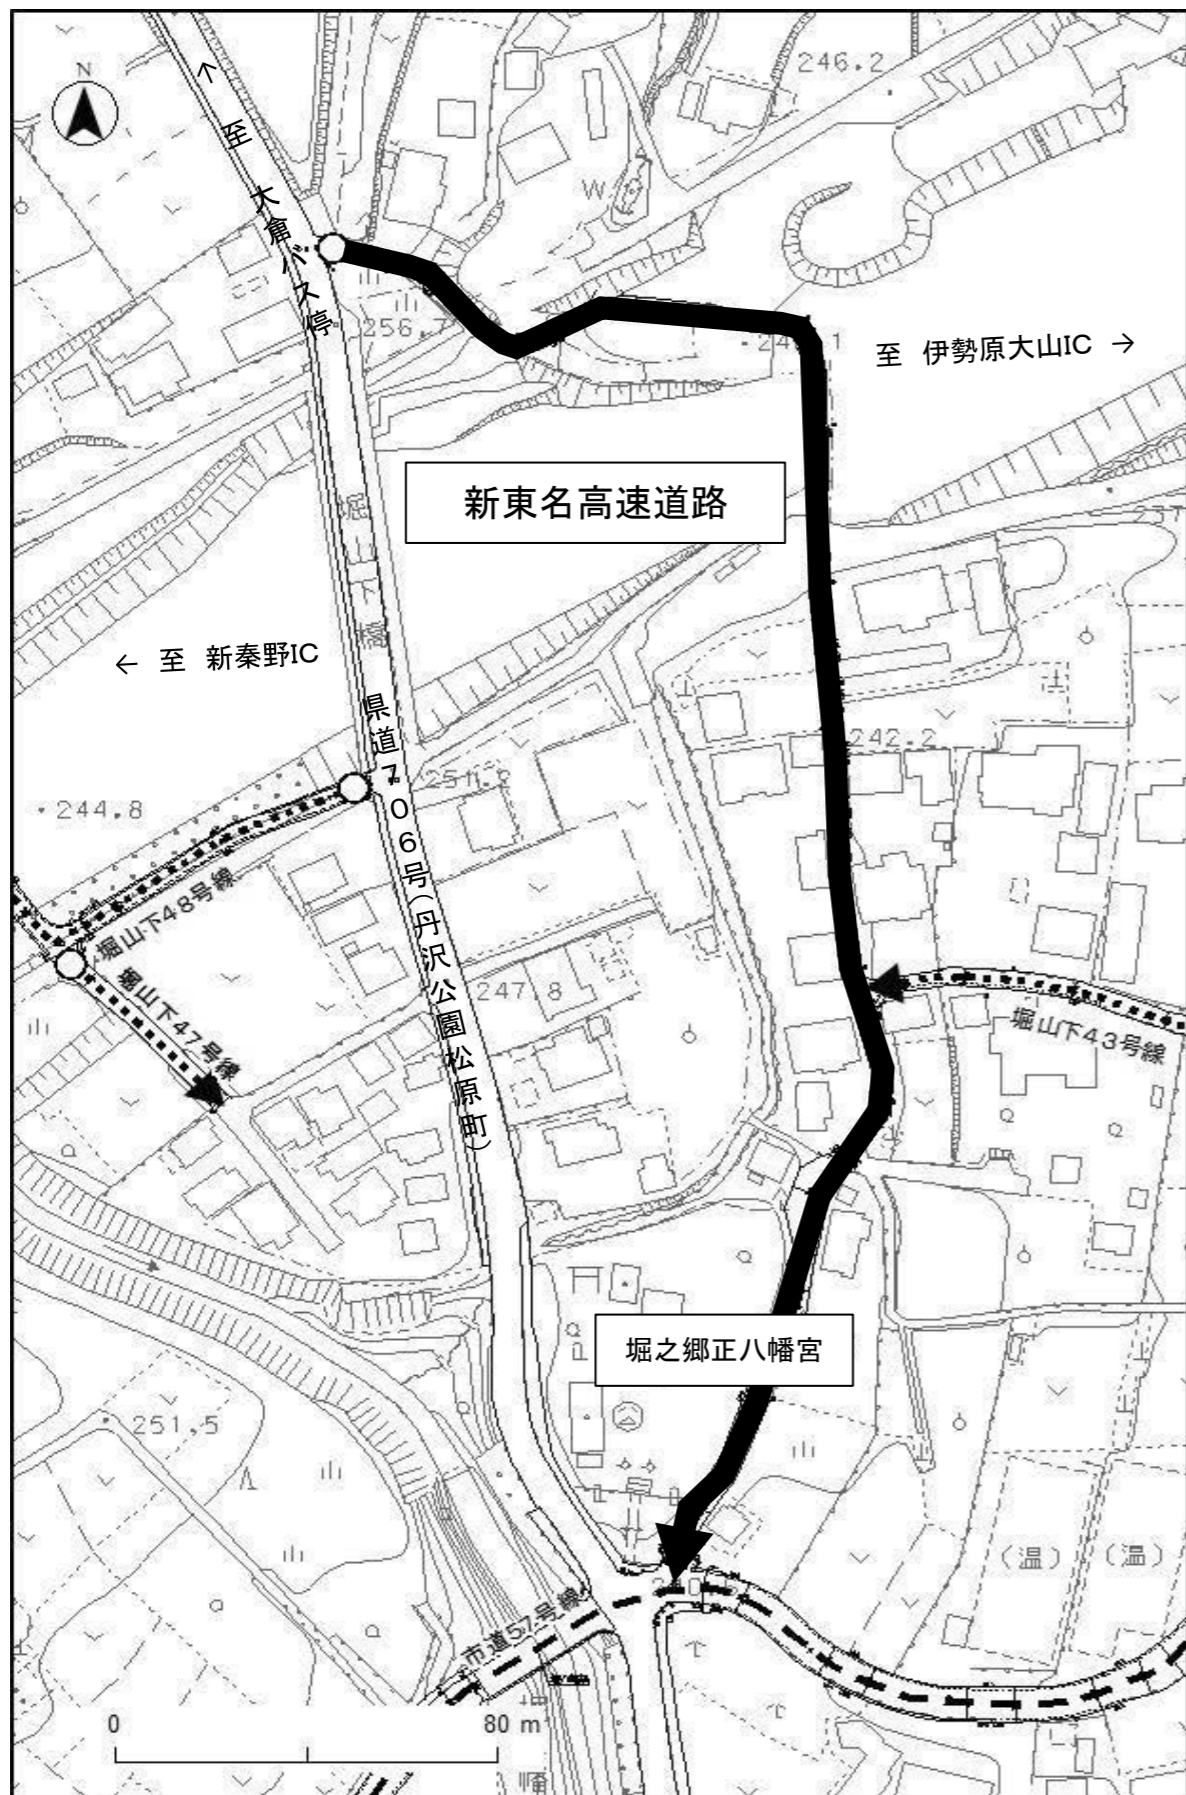 N
246.2
↑ 至 大倉バス停
256.7
至 伊勢原大山IC →
新東名高速道路
W
← 至 新秦野IC
県道706号(丹沢公園松原町)
242.2
・244.8
堀山下48号線
堀山下47号線
247.8
堀山下43号線
堀之郷正八幡宮
251.5
(温)
(温)
市道57号線
0
80 m